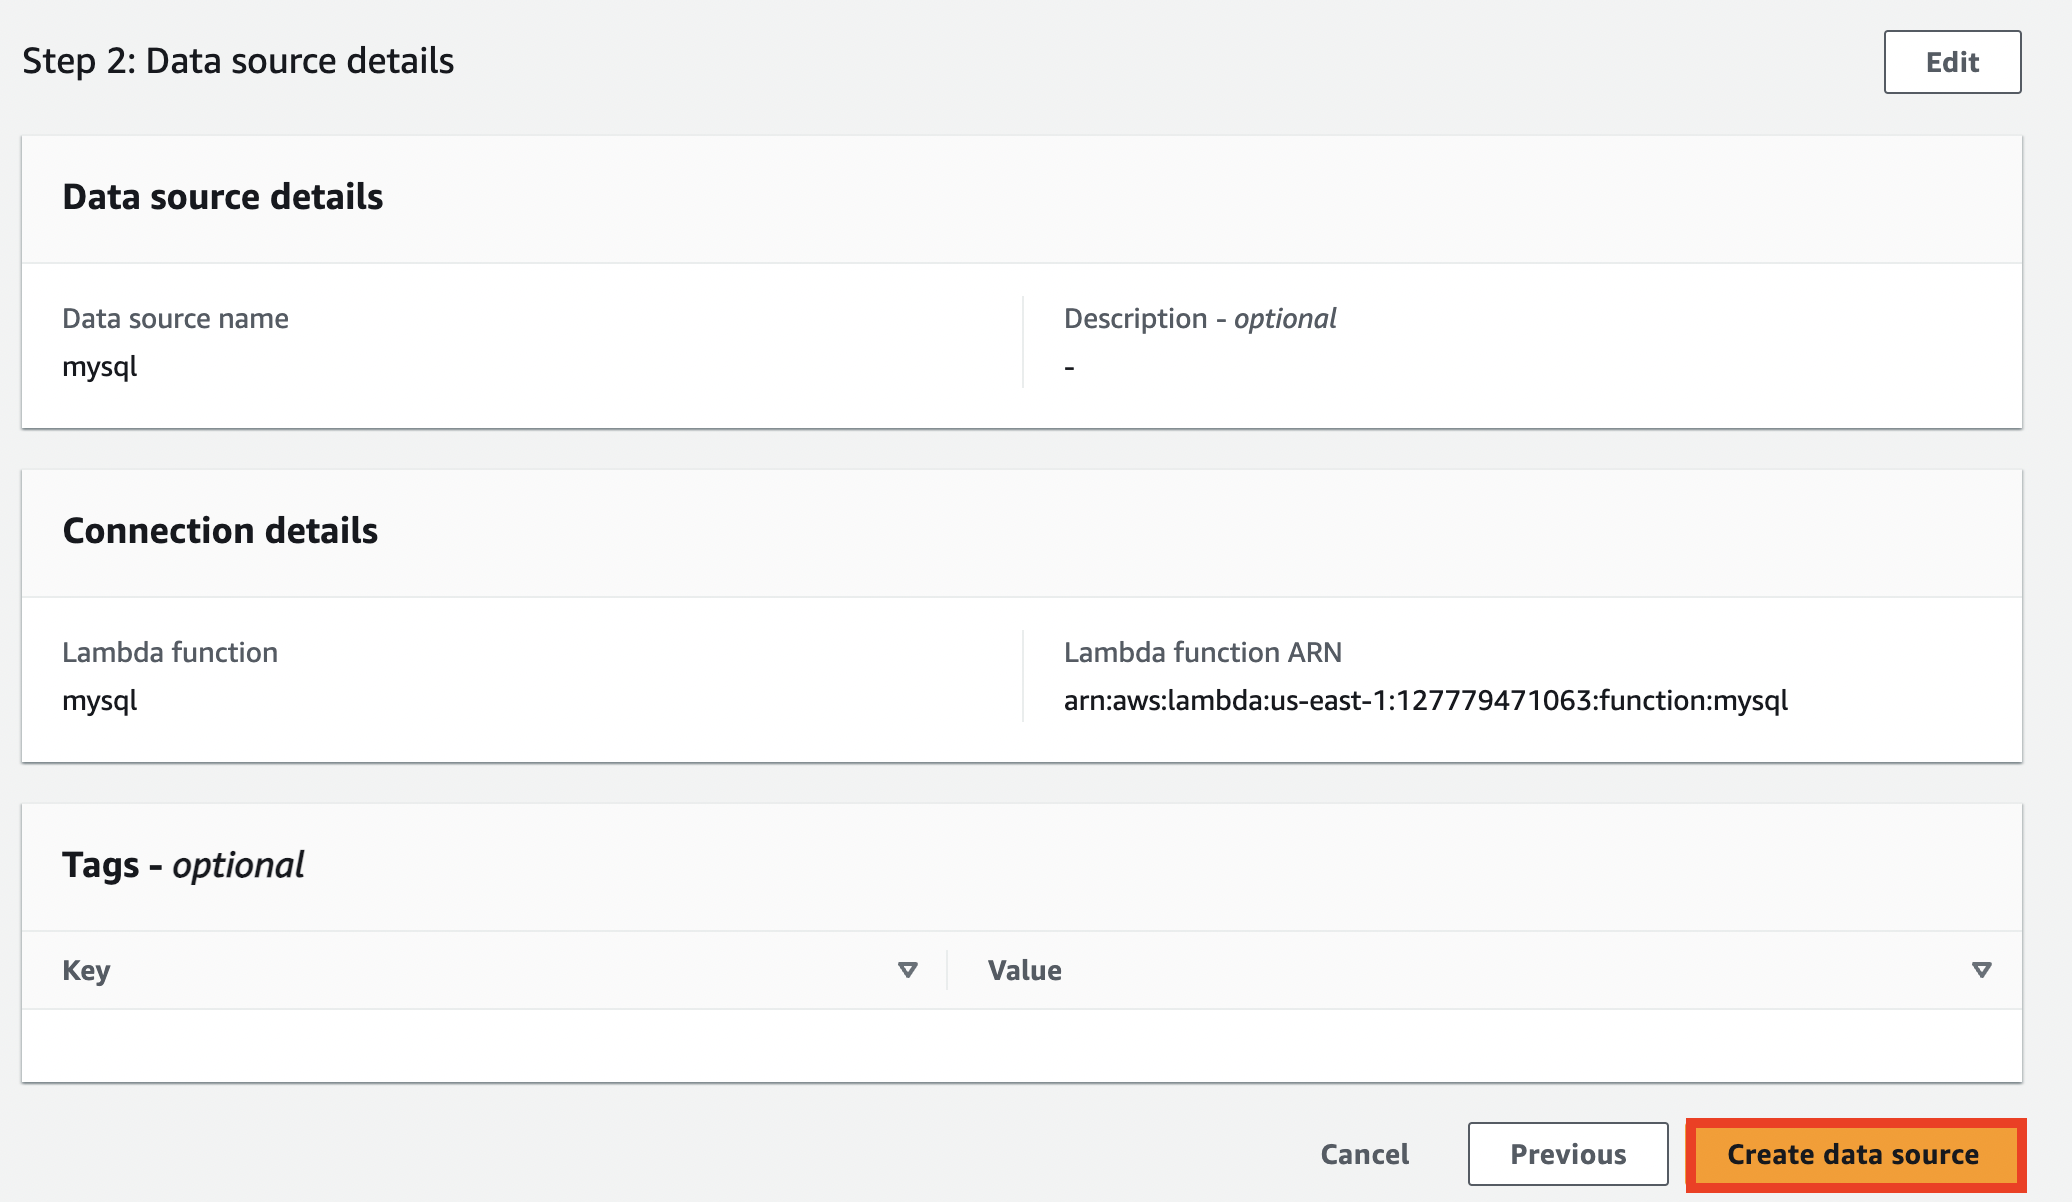 Step 2: Data source details
Edit
Data source details
Data source name
mysql
Description - optional
-
Connection details
Lambda function
mysql
Lambda function ARN
arn:aws:lambda:us-east-1:127779471063:function:mysql
Tags - optional
Key
Value
Cancel
Previous
Create data source